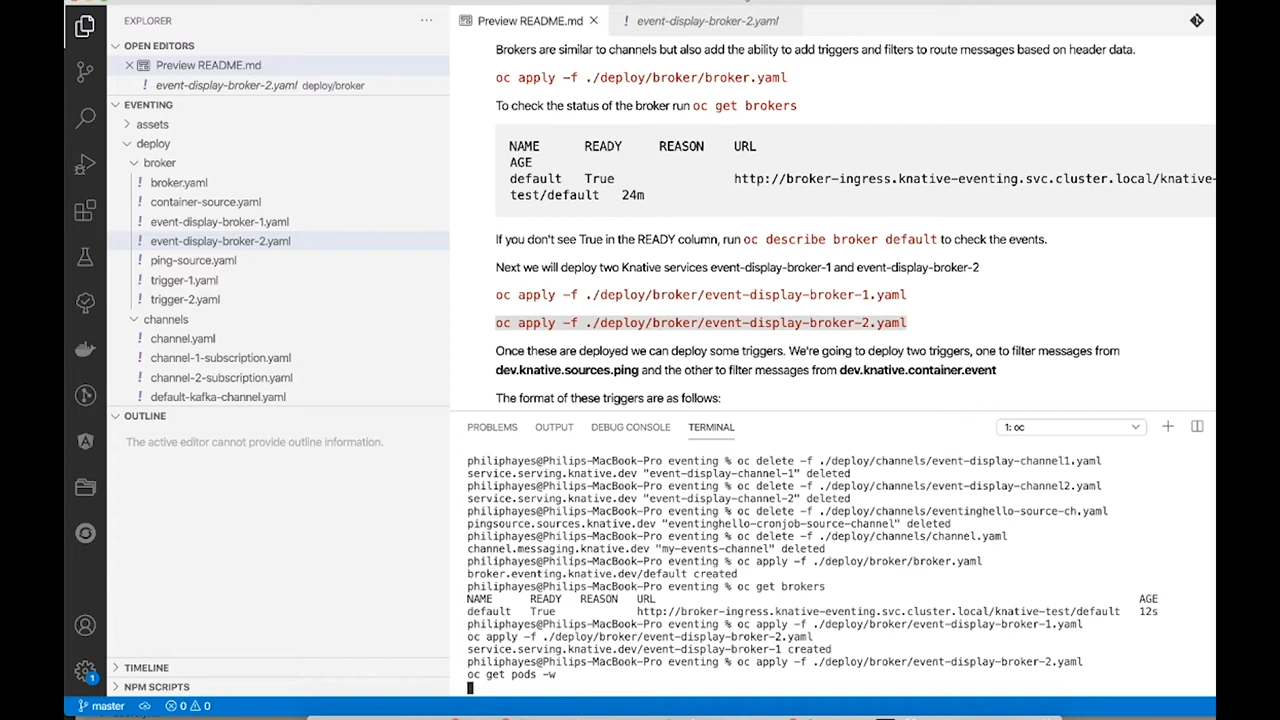 EXPLORER
OPEN EDITORS
Preview README.md
event-display-broker-2.yaml deploy/broker
EVENTING
assets
deploy
broker
broker.yaml
container-source.yaml
event-display-broker-1.yaml
event-display-broker-2.yaml
ping-source.yaml
trigger-1.yaml
trigger-2.yaml
channels
channel.yaml
channel-1-subscription.yaml
channel-2-subscription.yaml
default-kafka-channel.yaml
OUTLINE
The active editor cannot provide outline information.
TIMELINE
NPM SCRIPTS
Preview README.md
event-display-broker-2.yaml
Brokers are similar to channels but also add the ability to add triggers and filters to route messages based on header data.
oc apply -f ./deploy/broker/broker.yaml
To check the status of the broker run oc get brokers
NAME READY REASON URL
AGE
default True http://broker-ingress.knative-eventing.svc.cluster.local/knative-
test/default 24m
If you don't see True in the READY column, run oc describe broker default to check the events.
Next we will deploy two Knative services event-display-broker-1 and event-display-broker-2
oc apply -f ./deploy/broker/event-display-broker-1.yaml
oc apply -f ./deploy/broker/event-display-broker-2.yaml
Once these are deployed we can deploy some triggers. We're going to deploy two triggers, one to filter messages from
dev.knative.sources.ping and the other to filter messages from dev.knative.container.event
The format of these triggers are as follows:
PROBLEMS OUTPUT DEBUG CONSOLE TERMINAL
1: oc
philiphayes@Philips-MacBook-Pro eventing % oc delete -f ./deploy/channels/event-display-channel1.yaml
service.serving.knative.dev "event-display-channel-1" deleted
philiphayes@Philips-MacBook-Pro eventing % oc delete -f ./deploy/channels/event-display-channel2.yaml
service.serving.knative.dev "event-display-channel-2" deleted
philiphayes@Philips-MacBook-Pro eventing % oc delete -f ./deploy/channels/eventinghello-source-ch.yaml
pingsource.sources.knative.dev "eventinghello-cronjob-source-channel" deleted
philiphayes@Philips-MacBook-Pro eventing % oc delete -f ./deploy/channels/channel.yaml
channel.messaging.knative.dev "my-events-channel" deleted
philiphayes@Philips-MacBook-Pro eventing % oc apply -f ./deploy/broker/broker.yaml
broker.eventing.knative.dev/default created
philiphayes@Philips-MacBook-Pro eventing % oc get brokers
NAME READY REASON URL AGE
default True http://broker-ingress.knative-eventing.svc.cluster.local/knative-test/default 12s
philiphayes@Philips-MacBook-Pro eventing % oc apply -f ./deploy/broker/event-display-broker-1.yaml
oc apply -f ./deploy/broker/event-display-broker-2.yaml
service.serving.knative.dev/event-display-broker-1 created
philiphayes@Philips-MacBook-Pro eventing % oc apply -f ./deploy/broker/event-display-broker-2.yaml
oc get pods -w
1
master 0 0